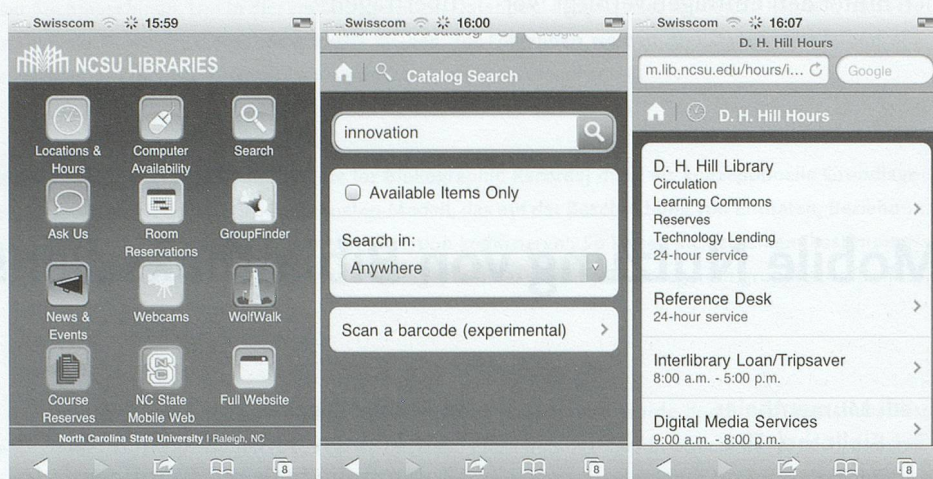 Swisscom 15:59
NCSU LIBRARIES
Locations &
Hours
Computer
Availability
Search
Ask Us
Room
Reservations
GroupFinder
News &
Events
Webcams
WolfWalk
Course
Reserves
NC State
Mobile Web
Full Website
North Carolina State University | Raleigh, NC
8
Swisscom 16:00
Google
Catalog Search
innovation
Available Items Only
Search in:
Anywhere
Scan a barcode (experimental)
8
Swisscom 16:07
D. H. Hill Hours
m.lib.ncsu.edu/hours/i... Google
D. H. Hill Hours
D. H. Hill Library
Circulation
Learning Commons
Reserves
Technology Lending
24-hour service
Reference Desk
24-hour service
Interlibrary Loan/Tripsaver
8:00 a.m. - 5:00 p.m.
Digital Media Services
9:00 a.m. - 8:00 p.m.
8